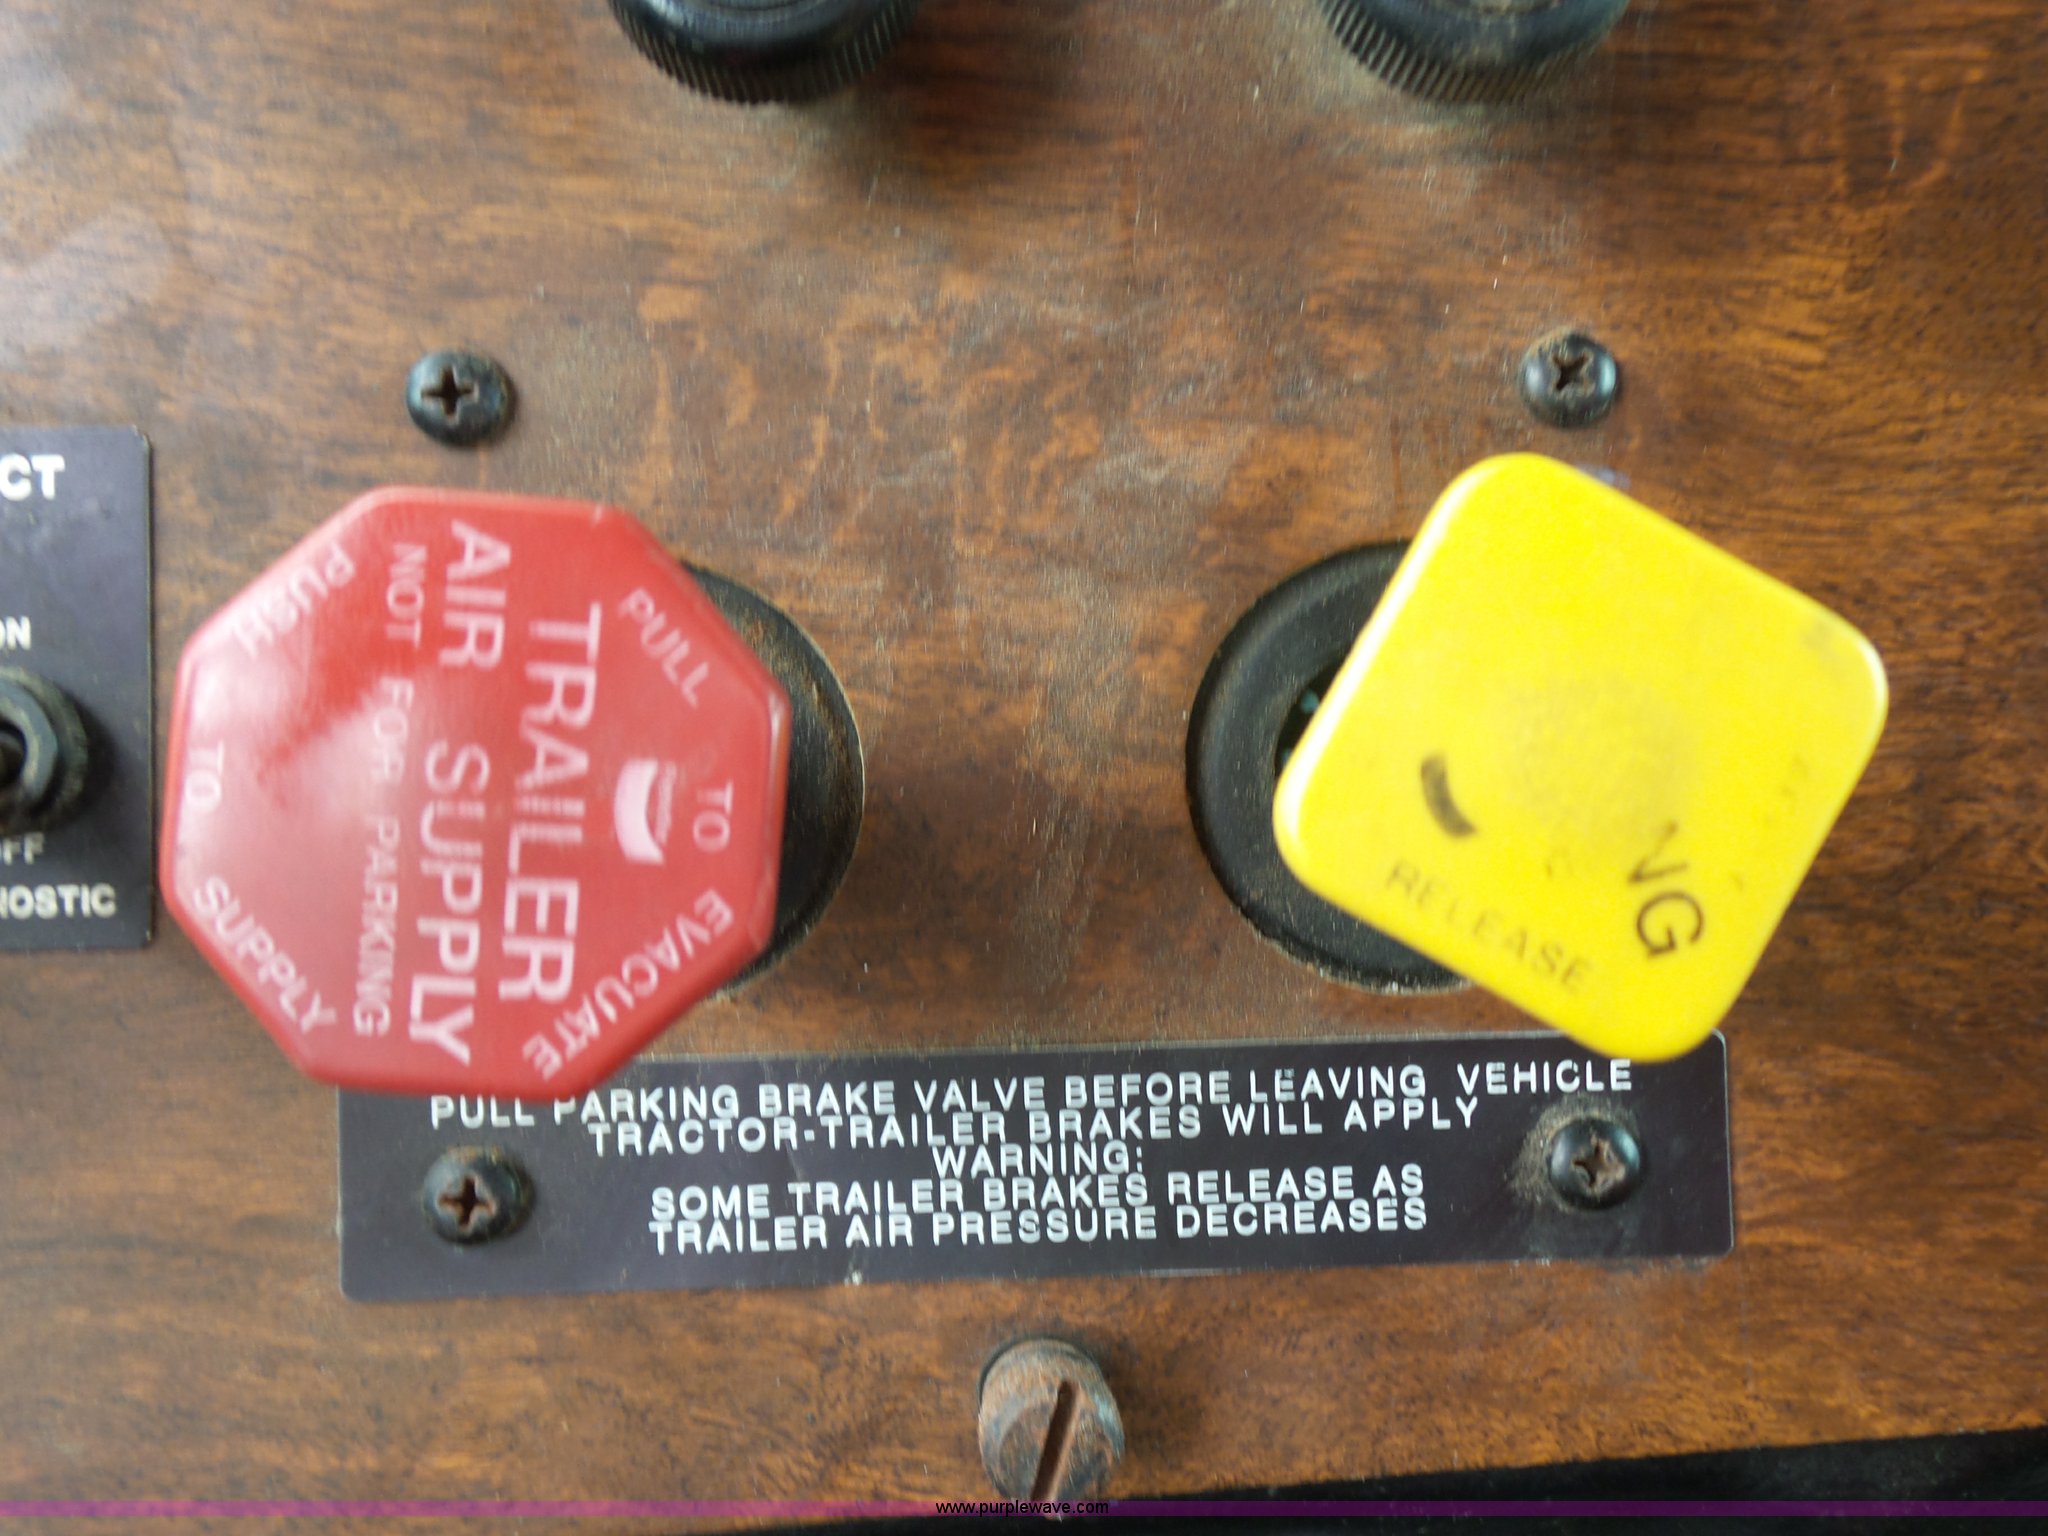 CT
ON
OFF
NOSTIC
PULL TO EVACUATE
TRAILER
AIR SUPPLY
NOT FOR PARKING
PUSH TO SUPPLY
NG
RELEASE
PULL PARKING BRAKE VALVE BEFORE LEAVING VEHICLE
TRACTOR-TRAILER BRAKES WILL APPLY
WARNING:
SOME TRAILER BRAKES RELEASE AS
TRAILER AIR PRESSURE DECREASES
www.purplewave.com